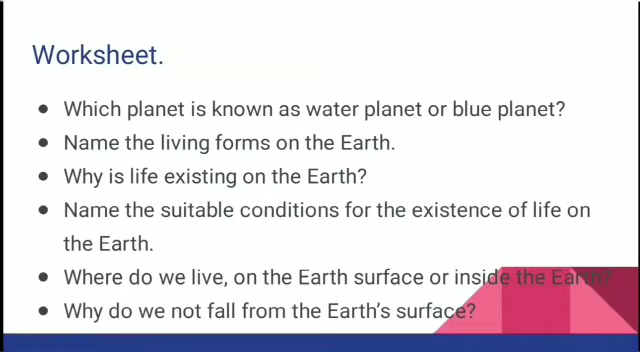 Worksheet.
● Which planet is known as water planet or blue planet?
● Name the living forms on the Earth.
● Why is life existing on the Earth?
● Name the suitable conditions for the existence of life on
the Earth.
● Where do we live, on the Earth surface or inside the Earth?
● Why do we not fall from the Earth’s surface?